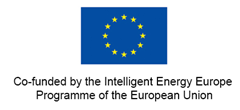 Co-funded by the Intelligent Energy Europe
Programme of the European Union